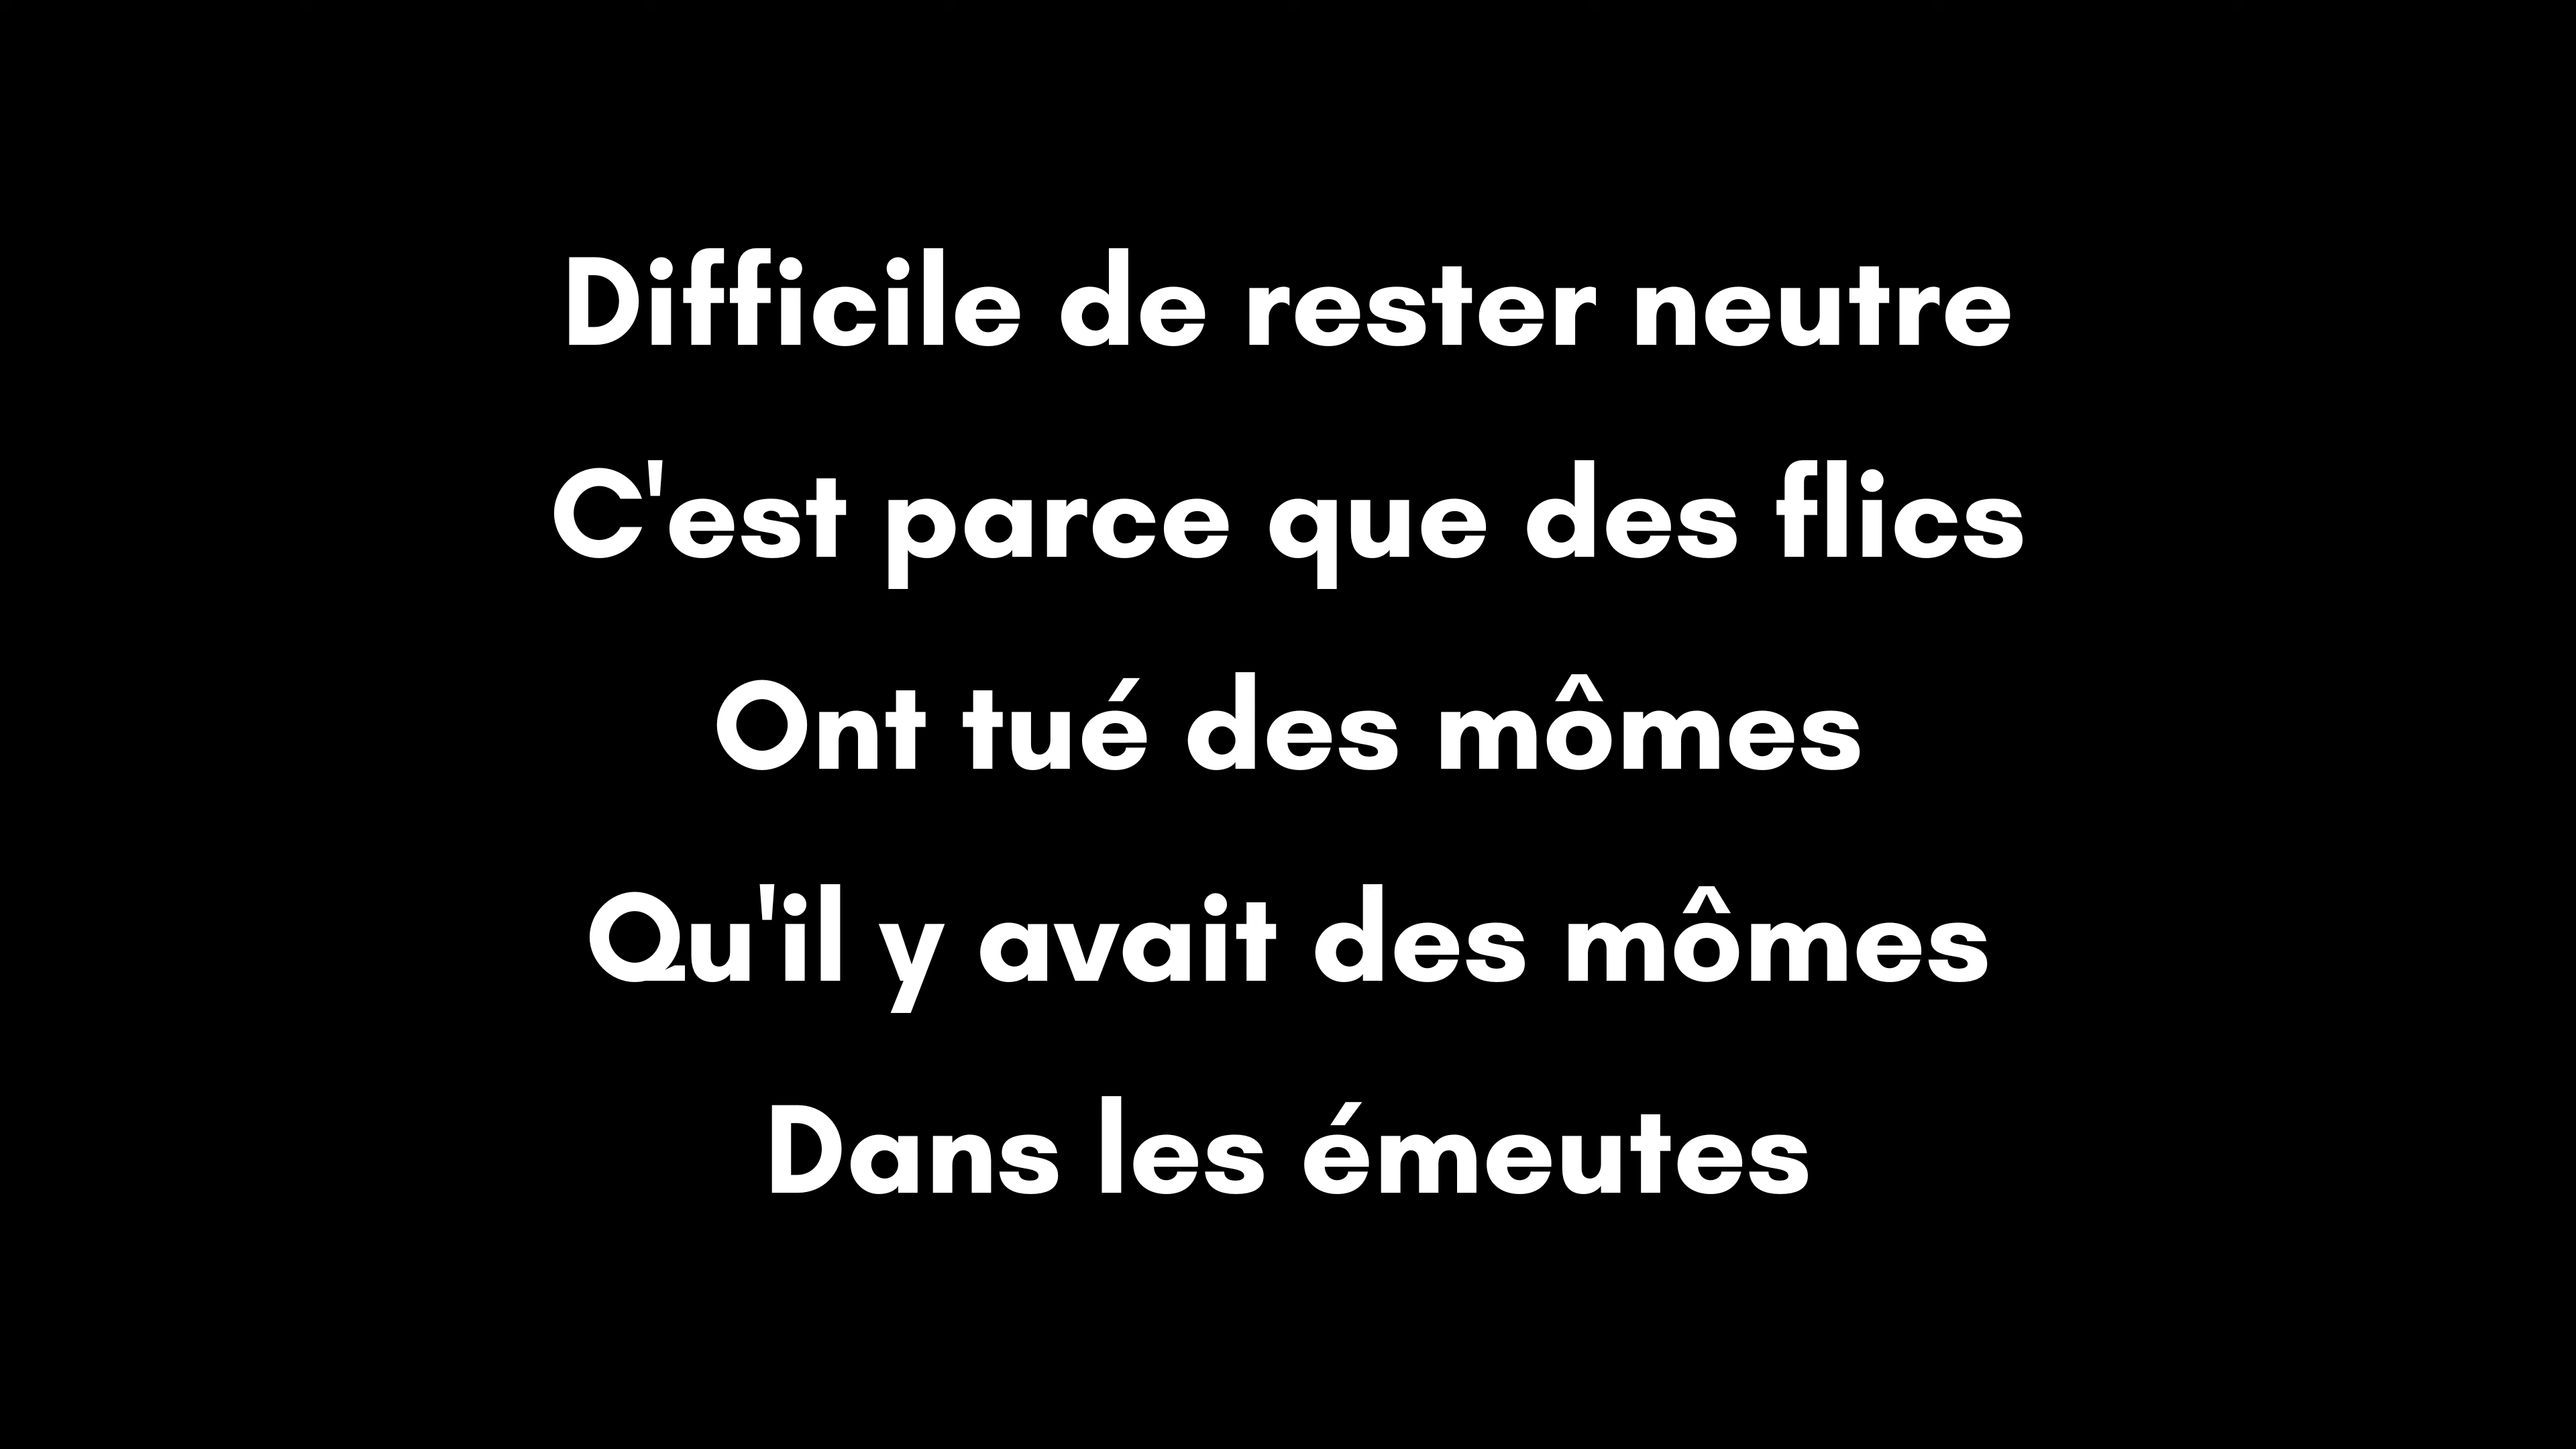 Difficile de rester neutre
C'est parce que des flics
Ont tué des mômes
Qu'il y avait des mômes
Dans les émeutes